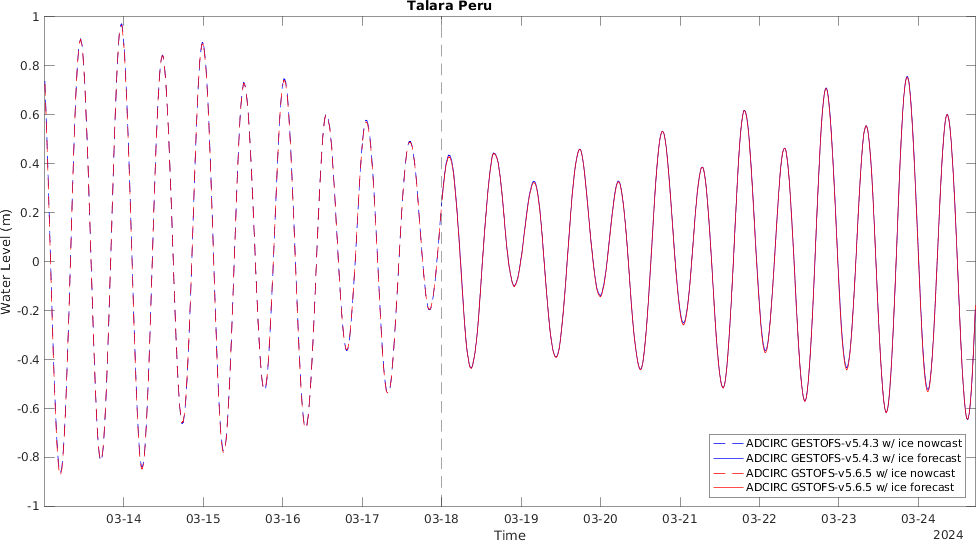 Talara Peru
1
0.8
0.6
0.4
0.2
0
-0.2
-0.4
-0.6
-0.8
-1
Water Level (m)
03-14 03-15 03-16 03-17 03-18 03-19 03-20 03-21 03-22 03-23 03-24
Time
2024
ADCIRC GESTOFS-v5.4.3 w/ ice nowcast
ADCIRC GESTOFS-v5.4.3 w/ ice forecast
ADCIRC GSTOFS-v5.6.5 w/ ice nowcast
ADCIRC GSTOFS-v5.6.5 w/ ice forecast